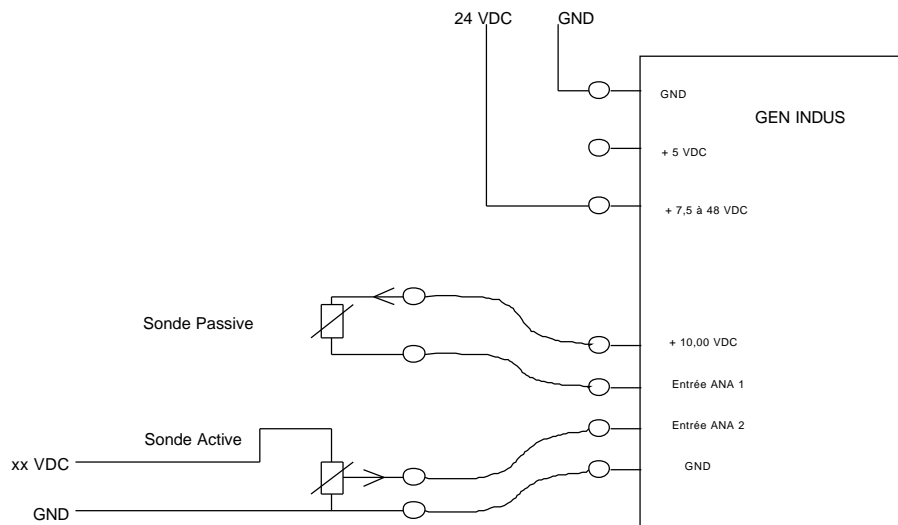 24 VDC
GND
GND
GEN INDUS
+ 5 VDC
+ 7,5 à 48 VDC
Sonde Passive
+ 10,00 VDC
Entrée ANA 1
Entrée ANA 2
Sonde Active
xx VDC
GND
GND